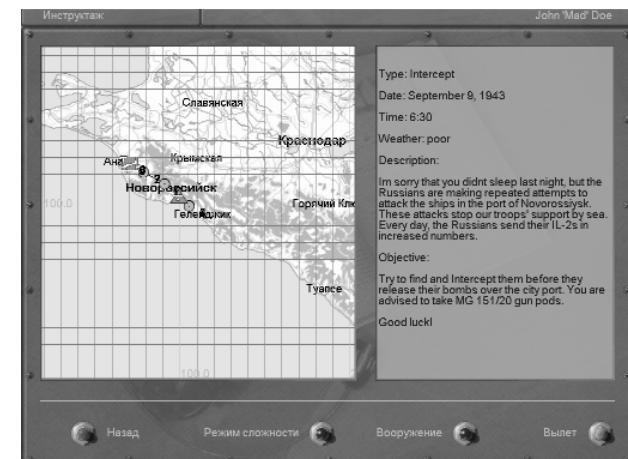 Инструктаж
John 'Mad' Doe
Славянская
Краснодар
Крымская
Новороссийск
100.0
Горячий
Геленджик
Туапсе
100.0
Type: Intercept
Date: September 9, 1943
Time: 6:30
Weather: poor
Description:
Im sorry that you didnt sleep last night, but the
Russians are making repeated attempts to
attack the ships in the port of Novorossiysk.
These attacks stop our troops' support by sea.
Every day, the Russians send their IL-2s in
increased numbers.
Objective:
Try to find and Intercept them before they
release their bombs over the city port. You are
advised to take MG 151/20 gun pods.
Good luck!
Назад
Режим сложности
Вооружение
Вылет